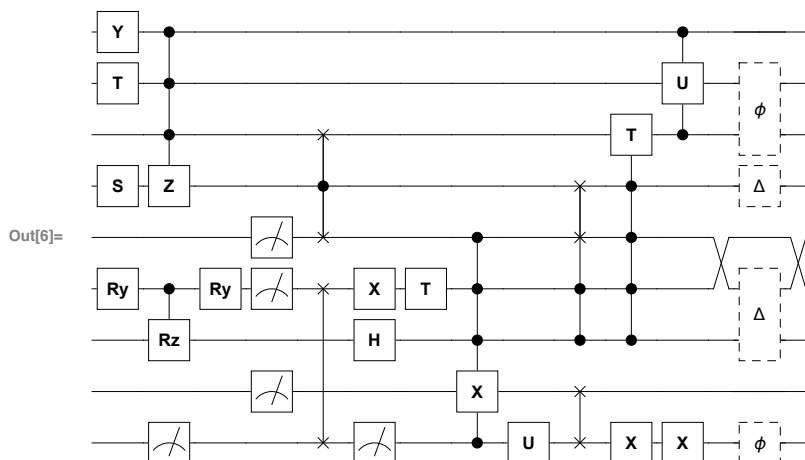 Y
T U ϕ
T
S Z Δ
Out[6]=
Ry Ry X T
Δ
Rz H
X
U X X ϕ